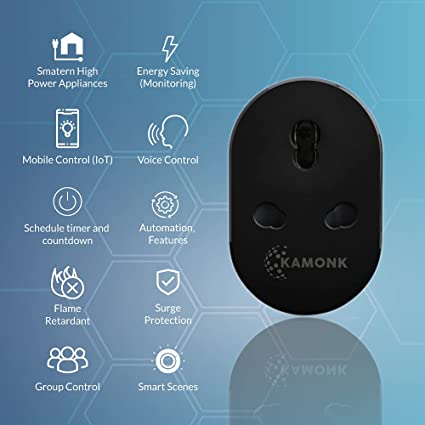 Smatern High
Power Appliances
Energy Saving
(Monitoring)
Mobile Control (IoT)
Voice Control
Schedule timer and
countdown
Automation,
Features
Flame
Retardant
Surge
Protection
Group Control
Smart Scenes
KAMONK
KAMONK